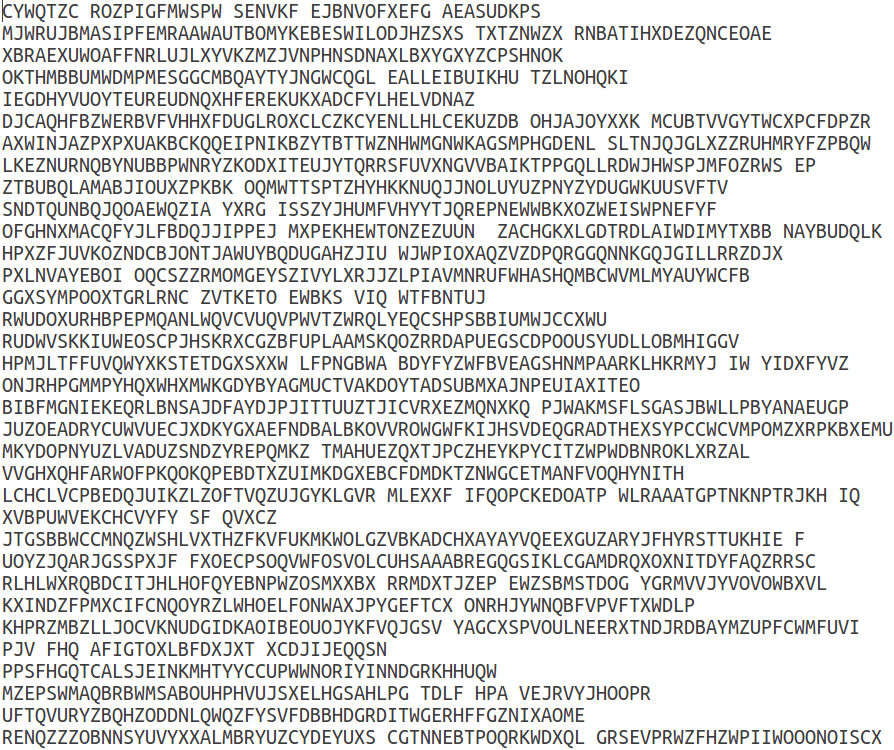 CYWQTZC ROZPIGFMWSPW SENVKF EJBNVOFXEFG AEASUDKPS
MJWRUJBMASIPFEMRAAWAUTBOMYKEBESWILODJHZSXS TXTZNWZX RNBATIHXDEZQNCEOAE
XBRAEXUWOAFFNRLUJLXYVKZMZJVNPHNSDNAXLBXYGXYZCPSHNOK
OKTHMBBUMWDMPMESGGCMBQAYTYJNGWCQGL EALLEIBUIKHU TZLNOHQKI
IEGDHYVUOYTEUREUDNQXHFEREKUKXADCFYLHELVDNAZ
DJCAQHFBZWERBVFVHHXFDUGLROXCLCZKCYENLLHLCEKUZDB OHJAJOYXXK MCUBTVVGYTWCXPCFDPZR
AXWINJAZPXPXUAKBCKQQEIPNIKBZYTBTTWZNHWMGNWKAGSMPHGDENL SLTNJQJGLXZZRUHMRYFZPBQW
LKEZNURNQBYNUBBPWNRYZKODXITEUJYTQRRSFUVXNGVVBAIKTPPGQLLRDWJHWSPJMFOZRWS EP
ZTBUBQLAMABJIOUXZPKBK OQMWTTSPTZHYHKKNUQJJNOLUYUZPNYZYDUGWKUUSVFTV
SNDTQUNBQJQOAEWQZIA YXRG ISSZYJHUMFVHYYTJQREPNEWWBKXOZWEISWPNEFYF
OFGHNXMACQFYJLFBDQJJIPPEJ MXPEKHEWTONZEZUUN  ZACHGKXLGDTRDLAIWDIMYTXBB NAYBUDQLK
HPXZFJUVKOZNDCBJONTJAWUYBQDUGAHZJIU WJWPIOXAQZVZDPQRGGQNNKGQJGILLRRZDJX
PXLNVAYEBOI OQCSZZRMOMGEYSZIVYLXRJJZLPIAVMNRUFWHASHQMBCWVMLMYAUYWCFB
GGXSYMPOOXTGRLRNC ZVTKETO EWBKS VIQ WTFBNTUJ
RWUDOXURHBPEPMQANLWQVCVUQVPWVTZWRQLYEQCSHPSBBIUMWJCCXWU
RUDWVSKKIUWEOSCPJHSKRXCGZBFUPLAAMSKQOZRRDAPUEGSCDPOOUSYUDLLOBMHIGGV
HPMJLTFFUVQWYXKSTETDGXSXXW LFPNGBWA BDYFYZWFBVEAGSHNMPAARKLHKRMYJ IW YIDXFYVZ
ONJRHPGMMPYHQXWHXMWKGDYBYAGMUCTVAKDOYTADSUBMXAJNPEUIAXITEO
BIBFMGNIEKEQRLBNSAJDFAYDJPJITTUUZTJICVRXEZMQNXKQ PJWAKMSFLSGASJBWLLPBYANAEUGP
JUZOEADRYCUWVUECJXDKYGXAEFNDBALBKOVVROWGWFKIJHSVDEQGRADTHEXSYPCCWCVMPOMZXRPKBXEMU
MKYDOPNYUZLVADUZSNDZYREPQMKZ TMAHUEZQXTJPCZHEYKPYCITZWPWDBNROKLXRZAL
VVGHXQHFARWOFPKQOKQPEBDTXZUIMKDGXEBCFDMDKTZNWGCETMANFVOQHYNITH
LCHCLVCPBEDQJUIKZLZOFTVQZUJGYKLGVR MLEXXF IFQOPCKEDOATP WLRAAATGPTNKNPTRJKH IQ
XVBPUWVEKCHCVYFY SF QVXCZ
JTGSBBWCCMNQZWSHLVXTHZFKVFUKMKWOLGZVBKADCHXAYAYVQEEXGUZARYJFHYRSTTUKHIE F
UOYZJQARJGSSPXJF FXOECPSOQVWFOSVOLCUHSAAABREGQGSIKLCGAMDRQXOXNITDYFAQZRRSC
RLHLWXRQBDCITJHLHOFQYEBNPWZOSMXXBX RRMDXTJZEP EWZSBMSTDOG YGRMVVJYVOVOWBXVL
KXINDZFPMXCIFCNQOYRZLWHOELFONWAXJPYGEFTCX ONRHJYWNQBFVPVFTXWDLP
KHPRZMBZLLJOCVKNUDGIDKAOIBEOUOJYKFVQJGSV YAGCXSPVOULNEERXTNDJRDBAYMZUPFCWMFUVI
PJV FHQ AFIGTOXLBFDXJXT XCDJIJEQQSN
PPSFHGQTCALSJEINKMHTYYCCUPWWNORIYINNDGRKHHUQW
MZEPSWMAQBRBWMSABOUHPHVUJSXELHGSAHLPG TDLF HPA VEJRVYJHOOPR
UFTQVURYZBQHZODDNLQWQZFYSVFDBBHDGRDITWGERHFFGZNIXAOME
RENQZZZOBNNSYUVYXXALMBRYUZCYDEYUXS CGTNNEBTPOQRKWDXQL GRSEVPRWZFHZWPIIWOOONOISCX